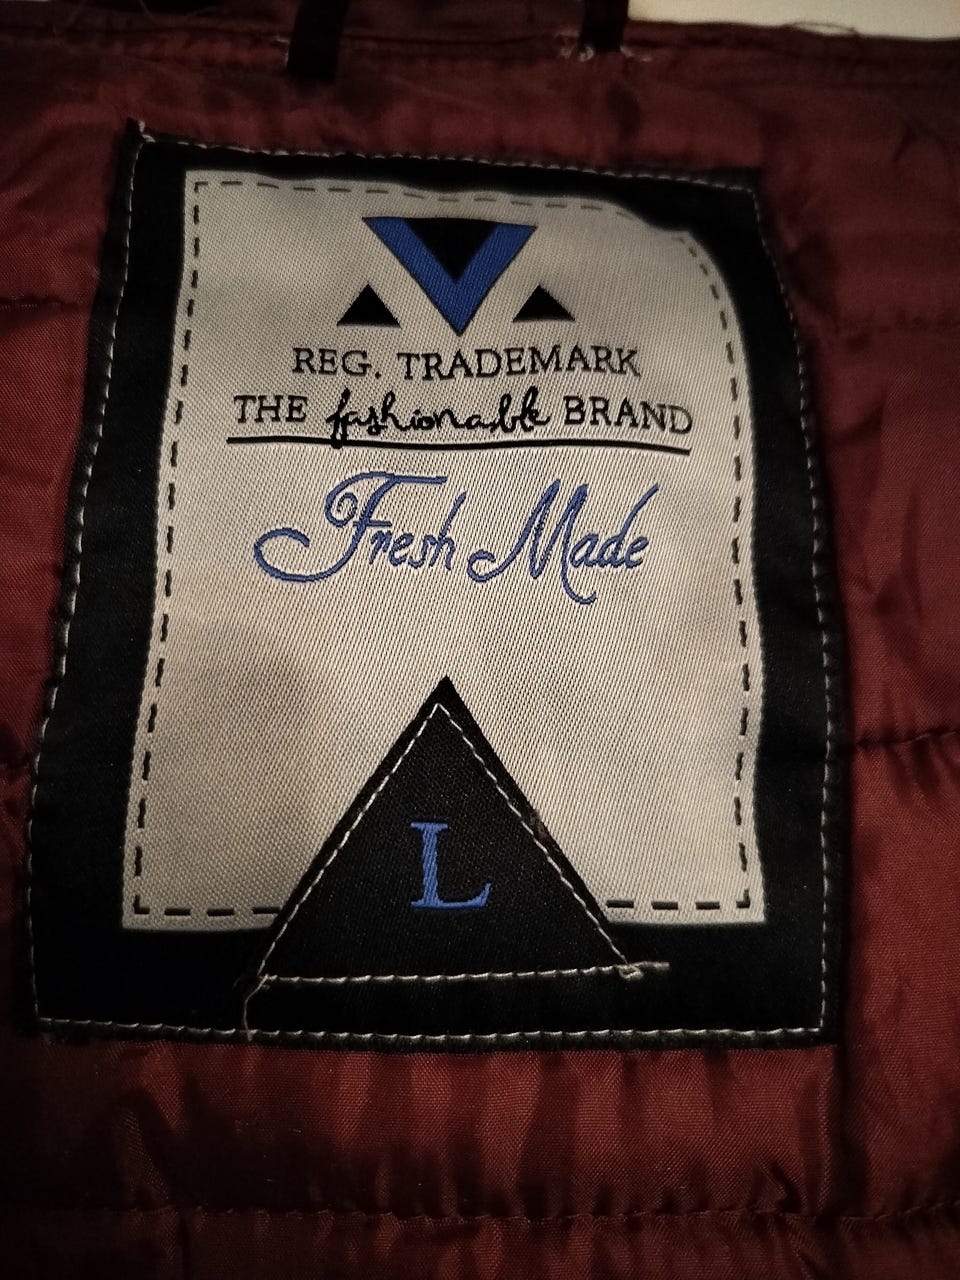 REG. TRADEMARK
THE fashionable BRAND
Fresh Made
L